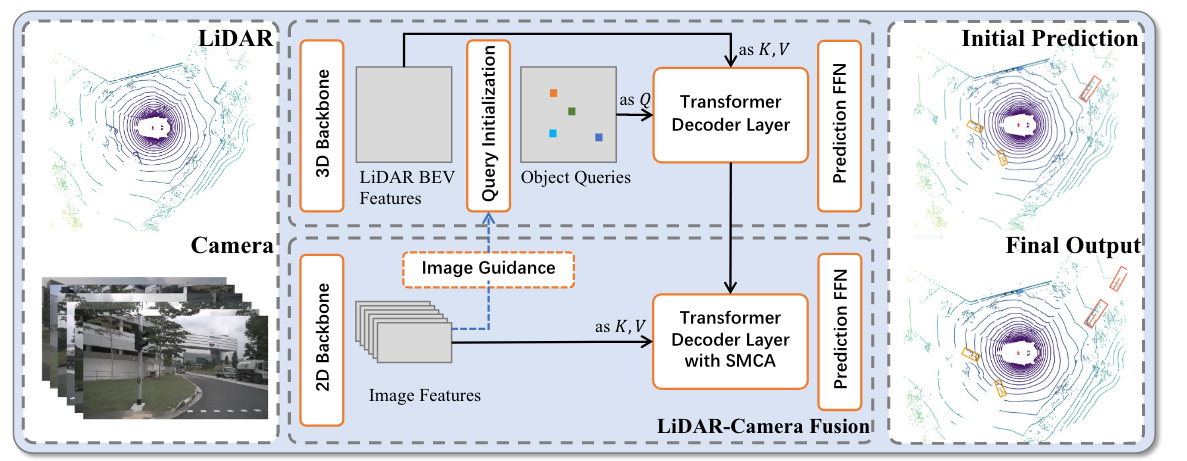 LiDAR
Camera
3D Backbone
LiDAR BEV
Features
Query Initialization
Object Queries
as Q
as K, V
Transformer
Decoder Layer
Prediction FFN
2D Backbone
Image Guidance
Image Features
as K, V
Transformer
Decoder Layer
with SMCA
Prediction FFN
LiDAR-Camera Fusion
Initial Prediction
Final Output